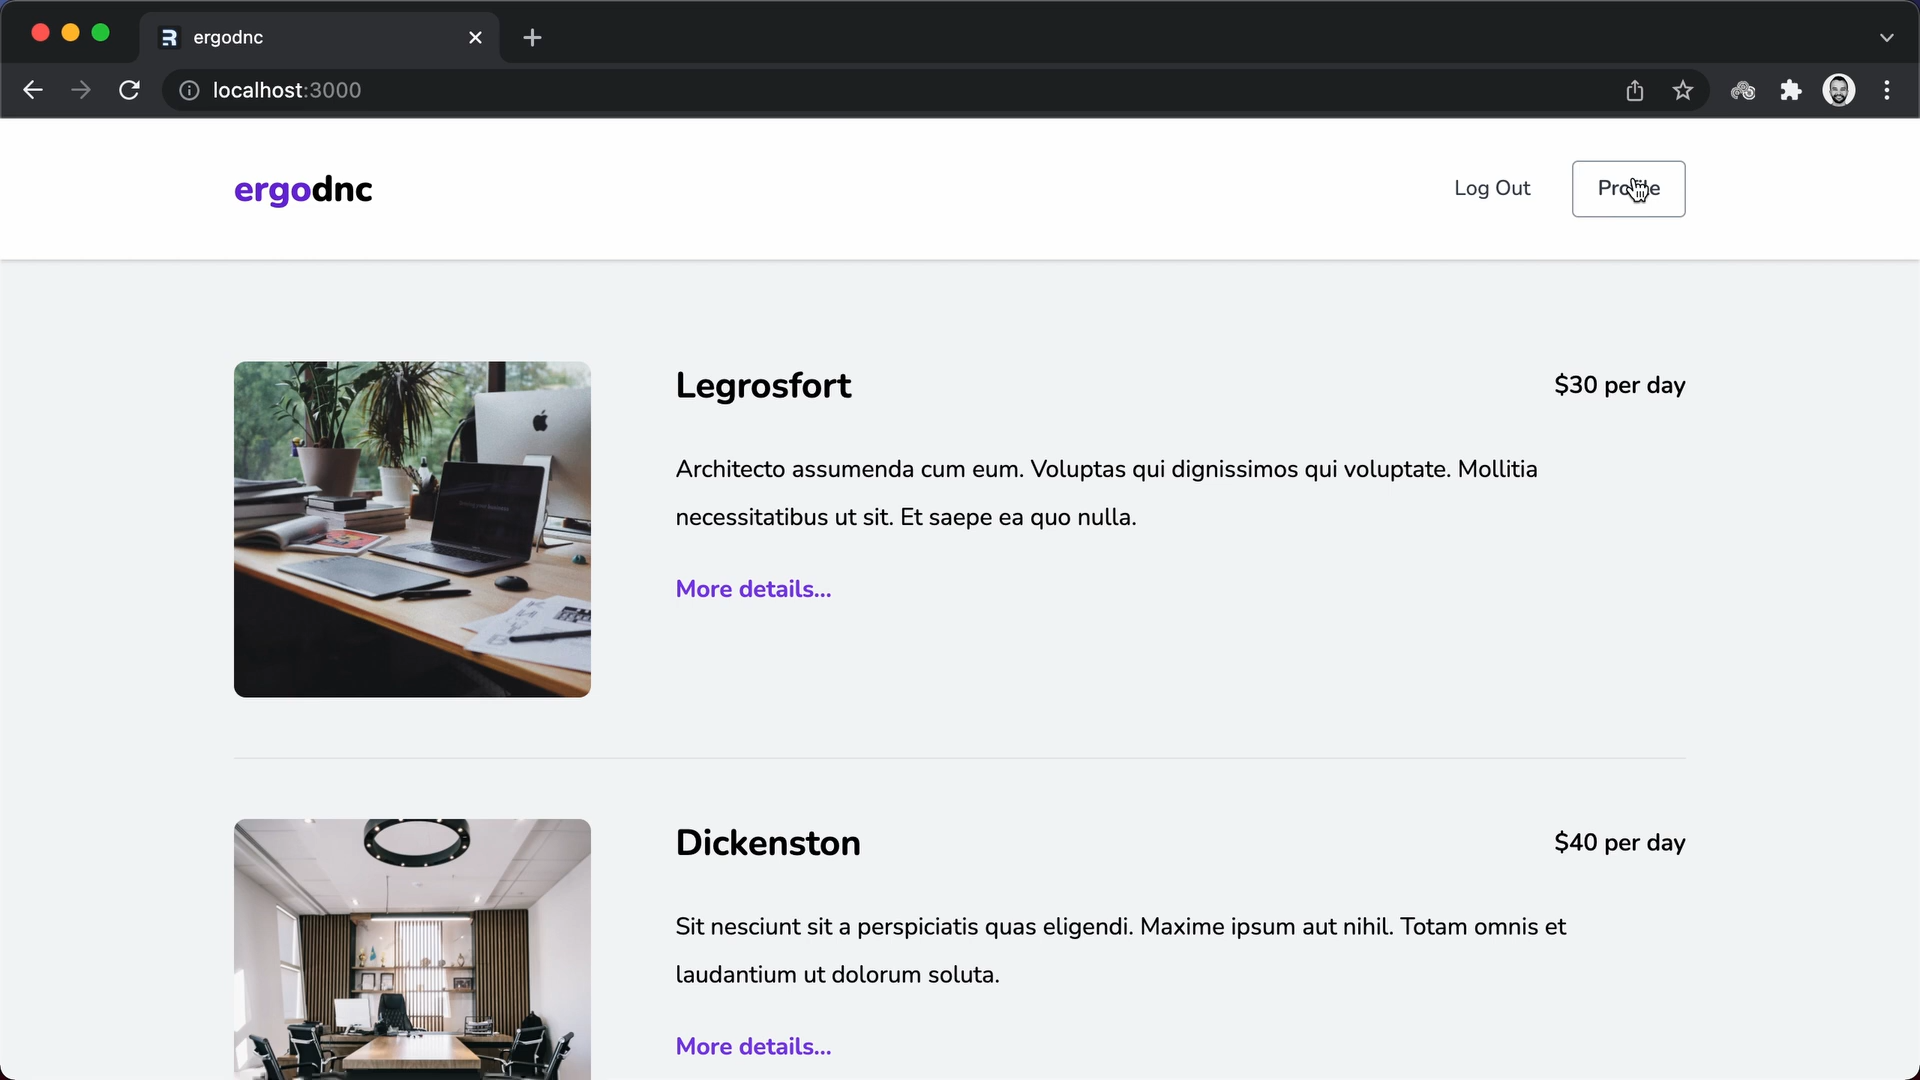 ergodnc
localhost:3000
ergodnc
Log Out
Profile
Legrosfort
$30 per day
Architecto assumenda cum eum. Voluptas qui dignissimos qui voluptate. Mollitia
necessitatibus ut sit. Et saepe ea quo nulla.
More details...
Dickenston
$40 per day
Sit nesciunt sit a perspiciatis quas eligendi. Maxime ipsum aut nihil. Totam omnis et
laudantium ut dolorum soluta.
More details...